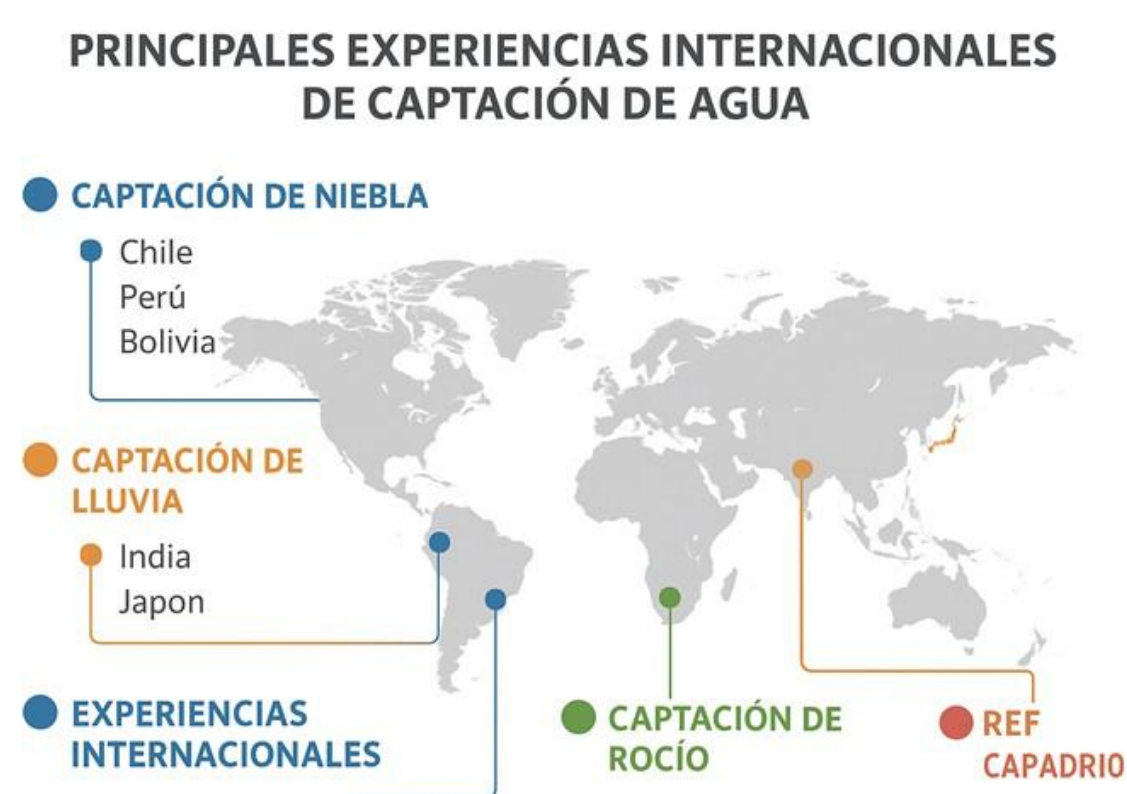 PRINCIPALES EXPERIENCIAS INTERNACIONALES
DE CAPTACIÓN DE AGUA
CAPTACIÓN DE NIEBLA
Chile
Perú
Bolivia
CAPTACIÓN DE
LLUVIA
India
Japon
EXPERIENCIAS
INTERNACIONALES
CAPTACIÓN DE
ROCÍO
REF
CAPADRIO